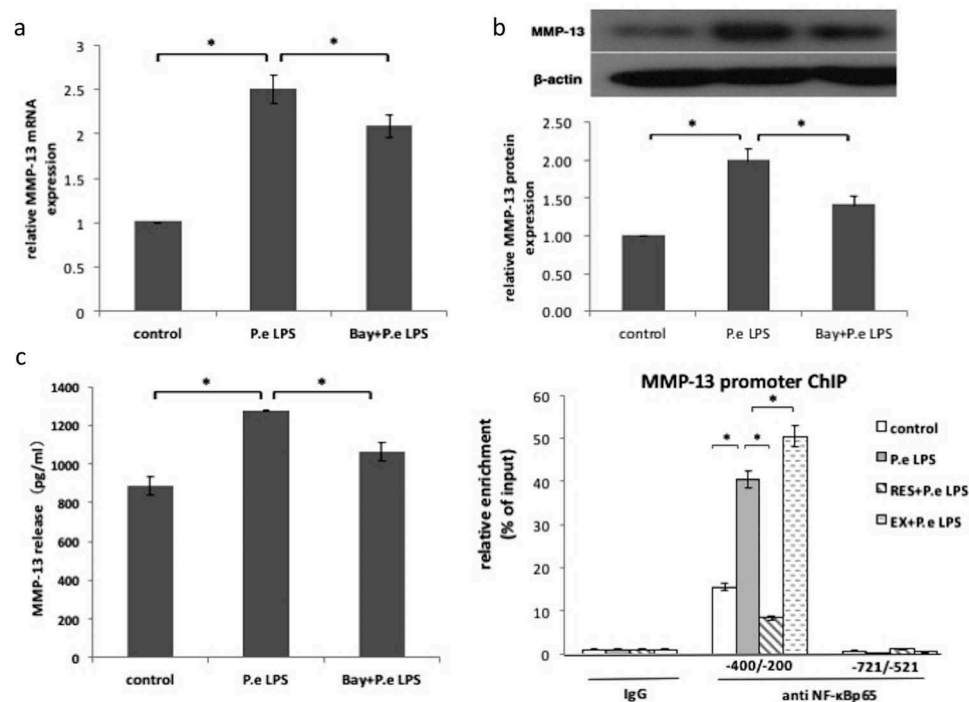 a
*
*
3
2.5
2
1.5
1
0.5
0
relative MMP-13 mRNA
expression
control
P.e LPS
Bay+P.e LPS
b
MMP-13
β-actin
*
*
2.50
2.00
1.50
1.00
0.50
0.00
relative MMP-13 protein
expression
control
P.e LPS
Bay+P.e LPS
c
*
*
1400
1200
1000
800
600
400
200
0
MMP-13 release (pg/ml)
control
P.e LPS
Bay+P.e LPS
MMP-13 promoter ChIP
60
50
40
30
20
10
0
relative enrichment
(% of input)
*
*
*
control
P.e LPS
RES+P.e LPS
EX+P.e LPS
-400/-200
-721/-521
IgG
anti NF-κBp65